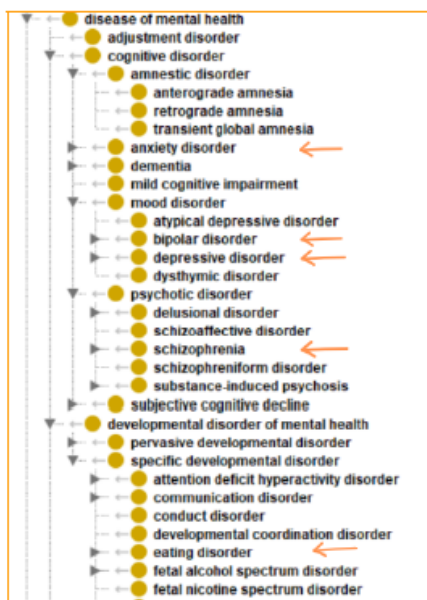 disease of mental health
adjustment disorder
cognitive disorder
amnestic disorder
anterograde amnesia
retrograde amnesia
transient global amnesia
anxiety disorder
dementia
mild cognitive impairment
mood disorder
atypical depressive disorder
bipolar disorder
depressive disorder
dysthymic disorder
psychotic disorder
delusional disorder
schizoaffective disorder
schizophrenia
schizophreniform disorder
substance-induced psychosis
subjective cognitive decline
developmental disorder of mental health
pervasive developmental disorder
specific developmental disorder
attention deficit hyperactivity disorder
communication disorder
conduct disorder
developmental coordination disorder
eating disorder
fetal alcohol spectrum disorder
fetal nicotine spectrum disorder